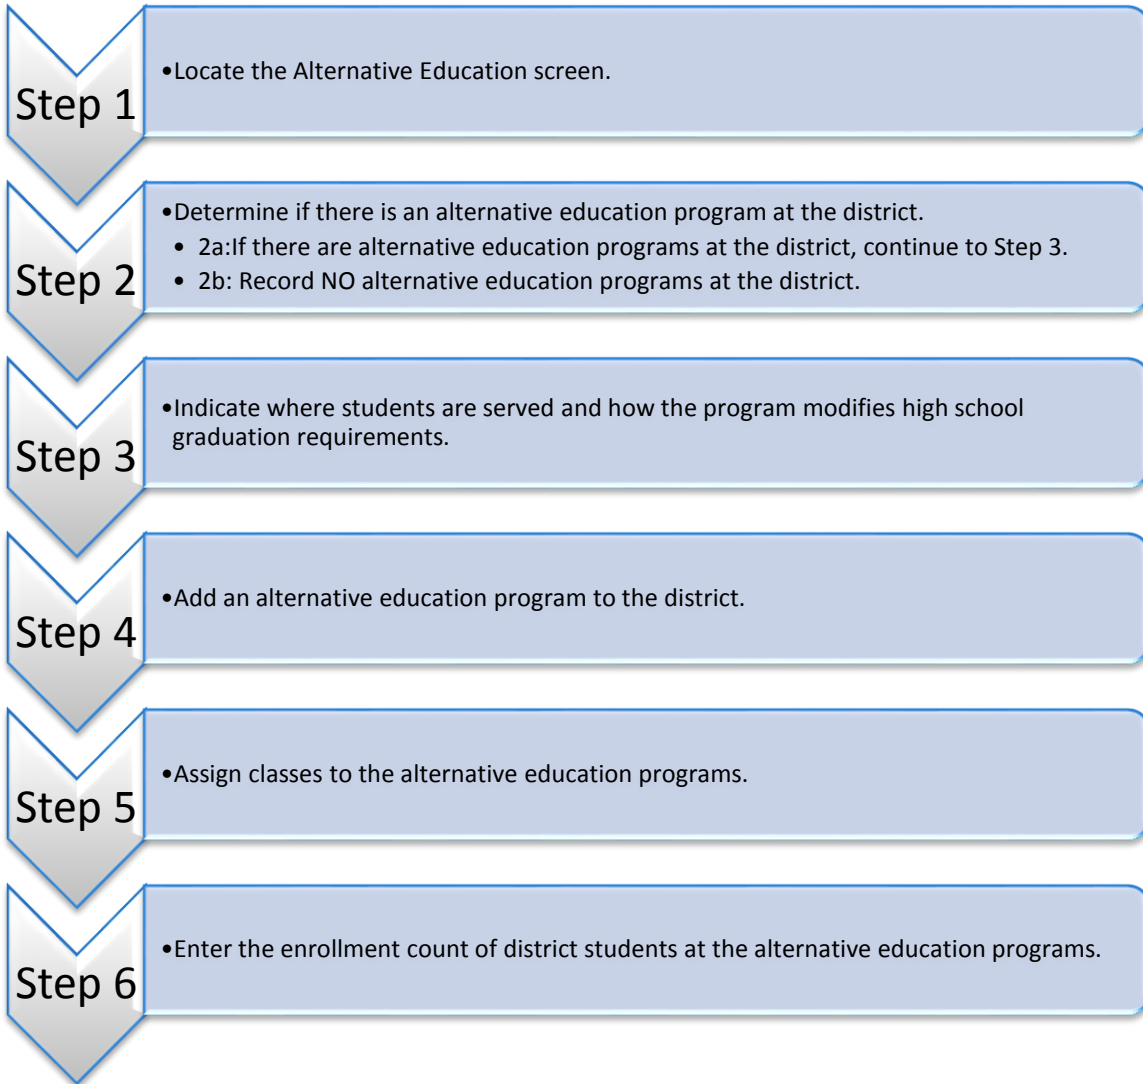 Step 1
•Locate the Alternative Education screen.
Step 2
•Determine if there is an alternative education program at the district.
• 2a:If there are alternative education programs at the district, continue to Step 3.
• 2b: Record NO alternative education programs at the district.
Step 3
•Indicate where students are served and how the program modifies high school
graduation requirements.
Step 4
•Add an alternative education program to the district.
Step 5
•Assign classes to the alternative education programs.
Step 6
•Enter the enrollment count of district students at the alternative education programs.